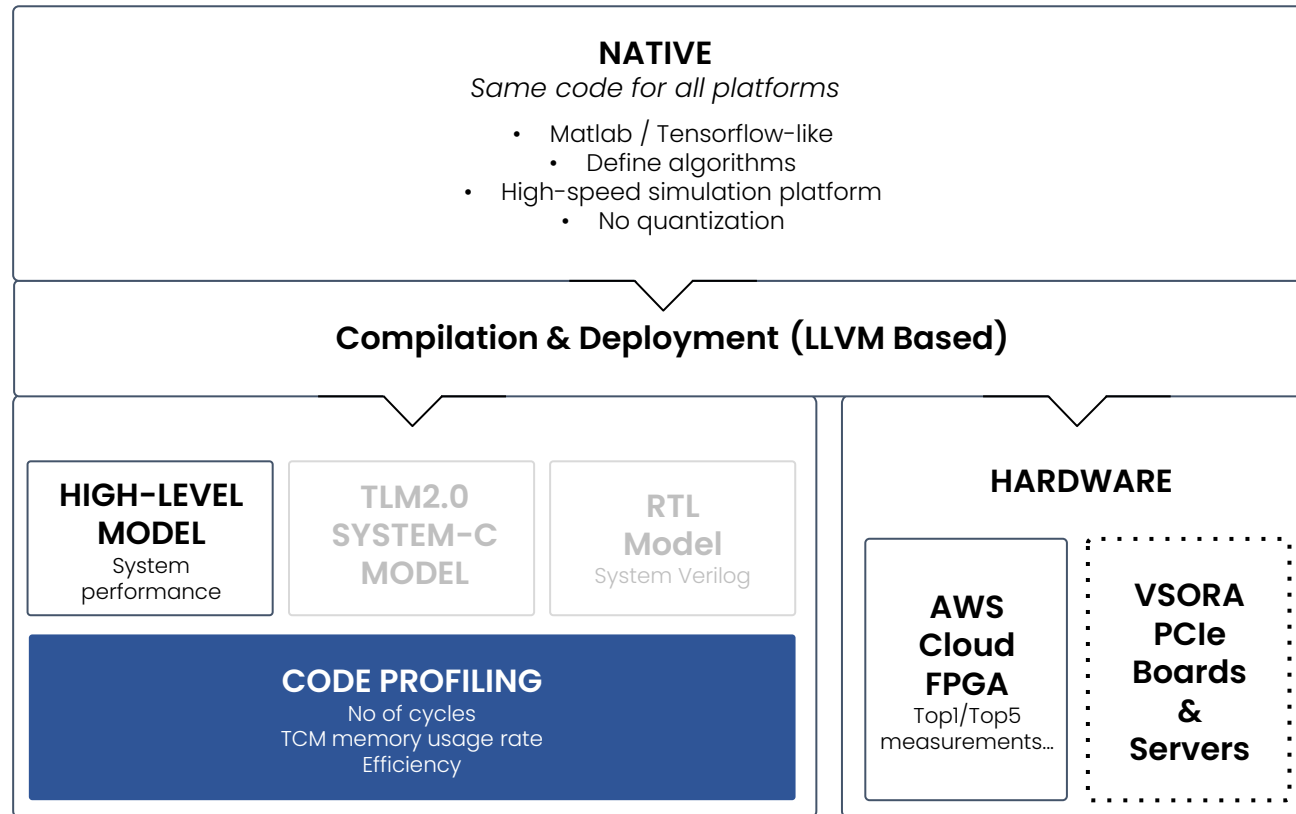 NATIVE
Same code for all platforms
• Matlab / Tensorflow-like
• Define algorithms
• High-speed simulation platform
• No quantization
Compilation & Deployment (LLVM Based)
HIGH-LEVEL
MODEL
System
performance
TLM2.0
SYSTEM-C
MODEL
RTL
Model
System Verilog
CODE PROFILING
No of cycles
TCM memory usage rate
Efficiency
HARDWARE
AWS
Cloud
FPGA
Top1/Top5
measurements...
VSORA
PCIe
Boards
&
Servers